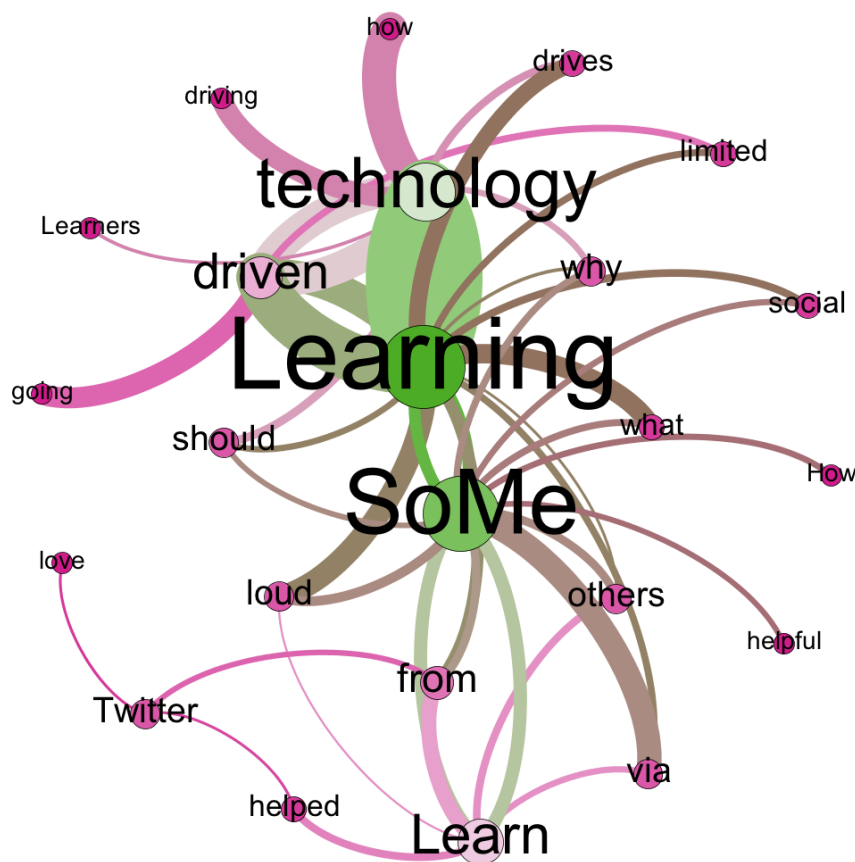 how
drives
driving
limited
technology
Learners
why
driven
social
Learning
going
what
should
How
SoMe
love
loud
others
helpful
from
Twitter
via
helped
Learn